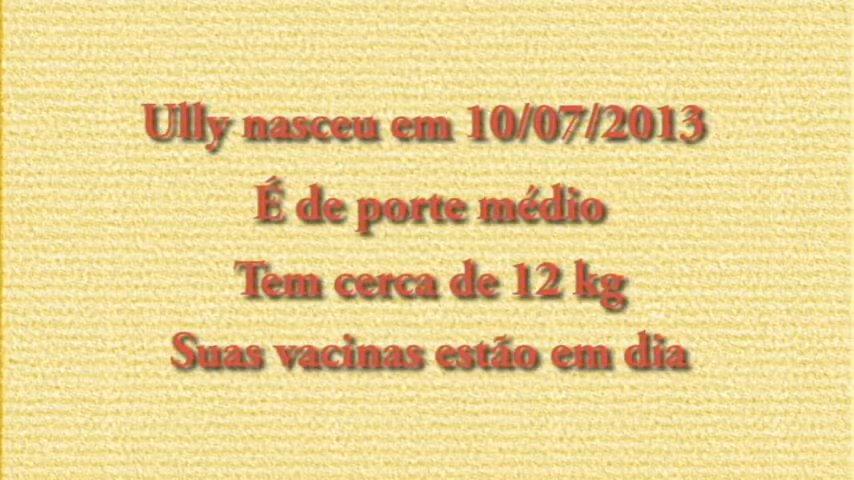 Ully nasceu em 10/07/2013
É de porte médio
Tem cerca de 12 kg
Suas vacinas estão em dia